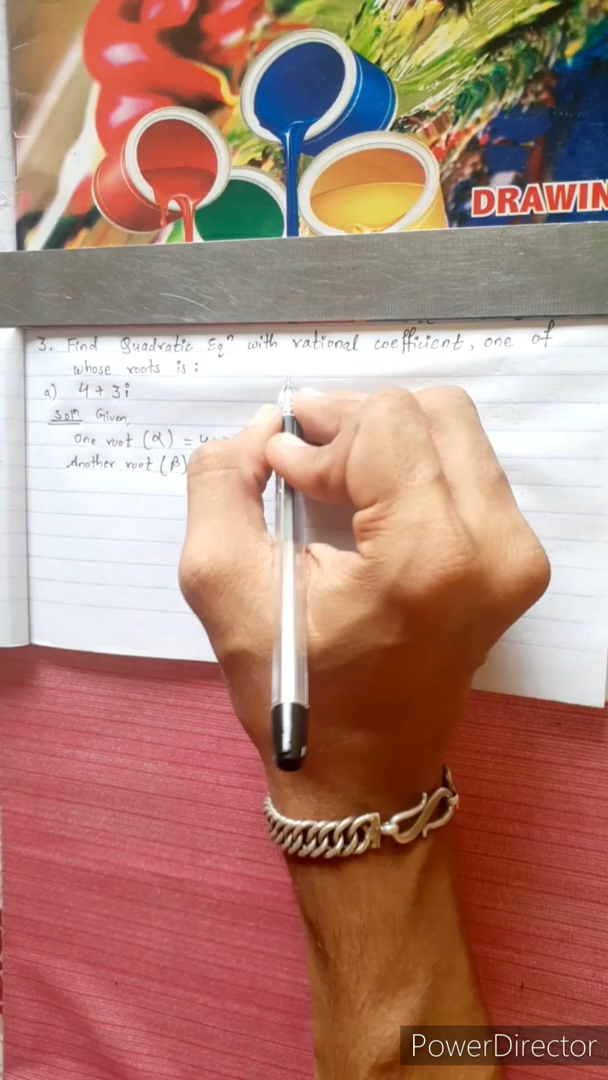 DRAWIN
3. Find Quadratic Eqⁿ with rational coefficient, one of
whose roots is :
a) 4 + 3i
Solⁿ Given,
One root (α) = 4
Another root (β)
PowerDirector